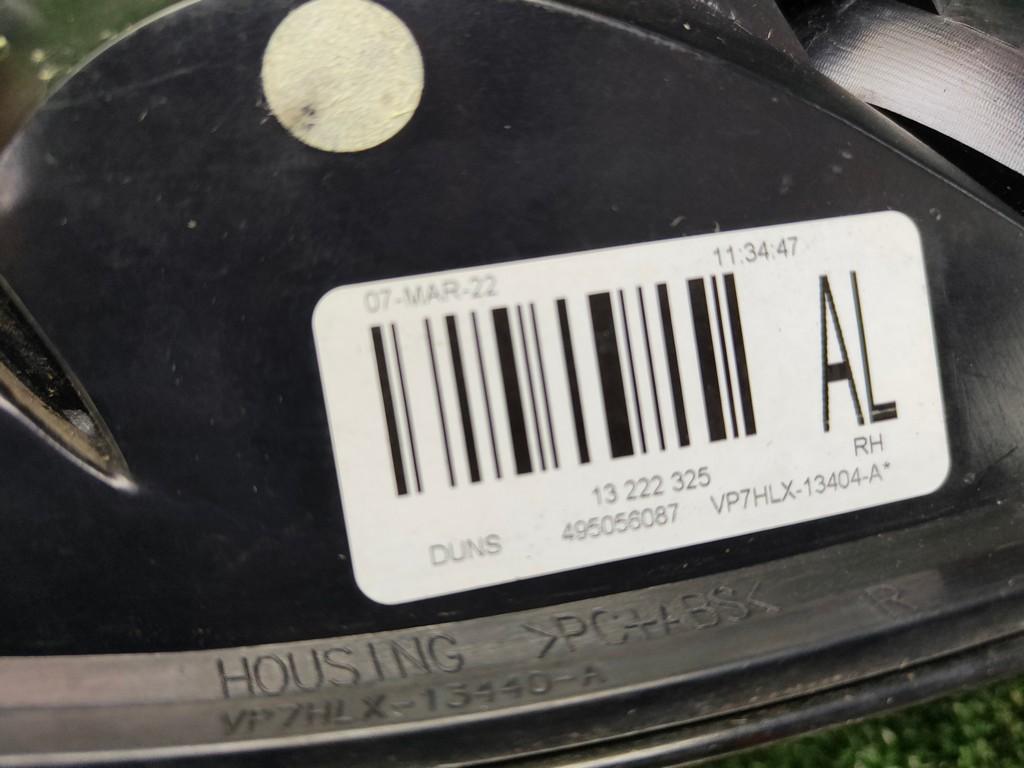 07-MAR-22 11:34:47
AL
RH
13 222 325
DUNS 495056087 VP7HLX-13404-A*
HOUSING >PC+ABS< R
VP7HLX-13440-A